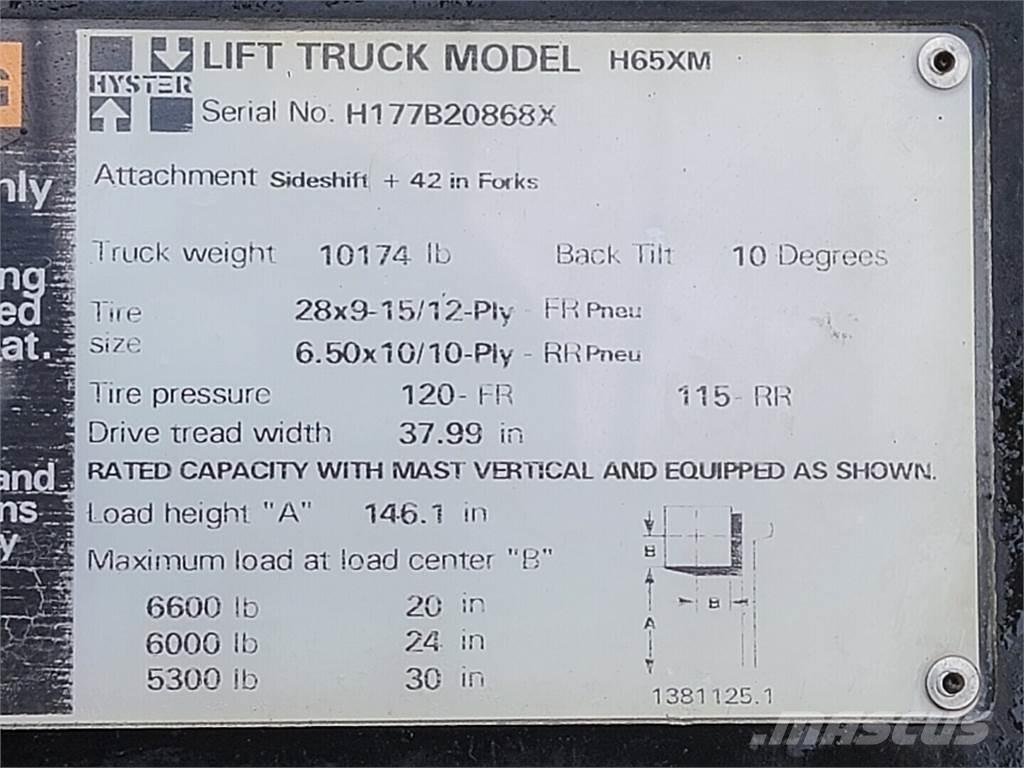 LIFT TRUCK MODEL H65XM
HYSTER
Serial No. H177B20868X
Attachment Sideshift + 42 in Forks
nly
Truck weight 10174 lb Back Tilt 10 Degrees
ng
Tire 28x9-15/12-Ply - FR Pneu
ed
size 6.50x10/10-Ply - RR Pneu
at.
Tire pressure 120- FR 115- RR
Drive tread width 37.99 in
RATED CAPACITY WITH MAST VERTICAL AND EQUIPPED AS SHOWN.
and
Load height "A" 146.1 in
ns
y
Maximum load at load center "B"
B
6600 lb 20 in
B
6000 lb 24 in
A
5300 lb 30 in
1381125.1
MASCUS